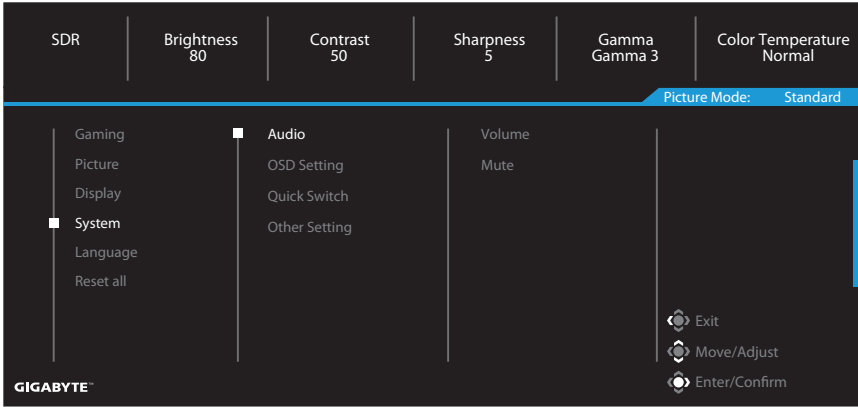 SDR
Brightness
80
Contrast
50
Sharpness
5
Gamma
Gamma 3
Color Temperature
Normal
Picture Mode: Standard
Gaming
Picture
Display
System
Language
Reset all
Audio
OSD Setting
Quick Switch
Other Setting
Volume
Mute
Exit
Move/Adjust
Enter/Confirm
GIGABYTE™